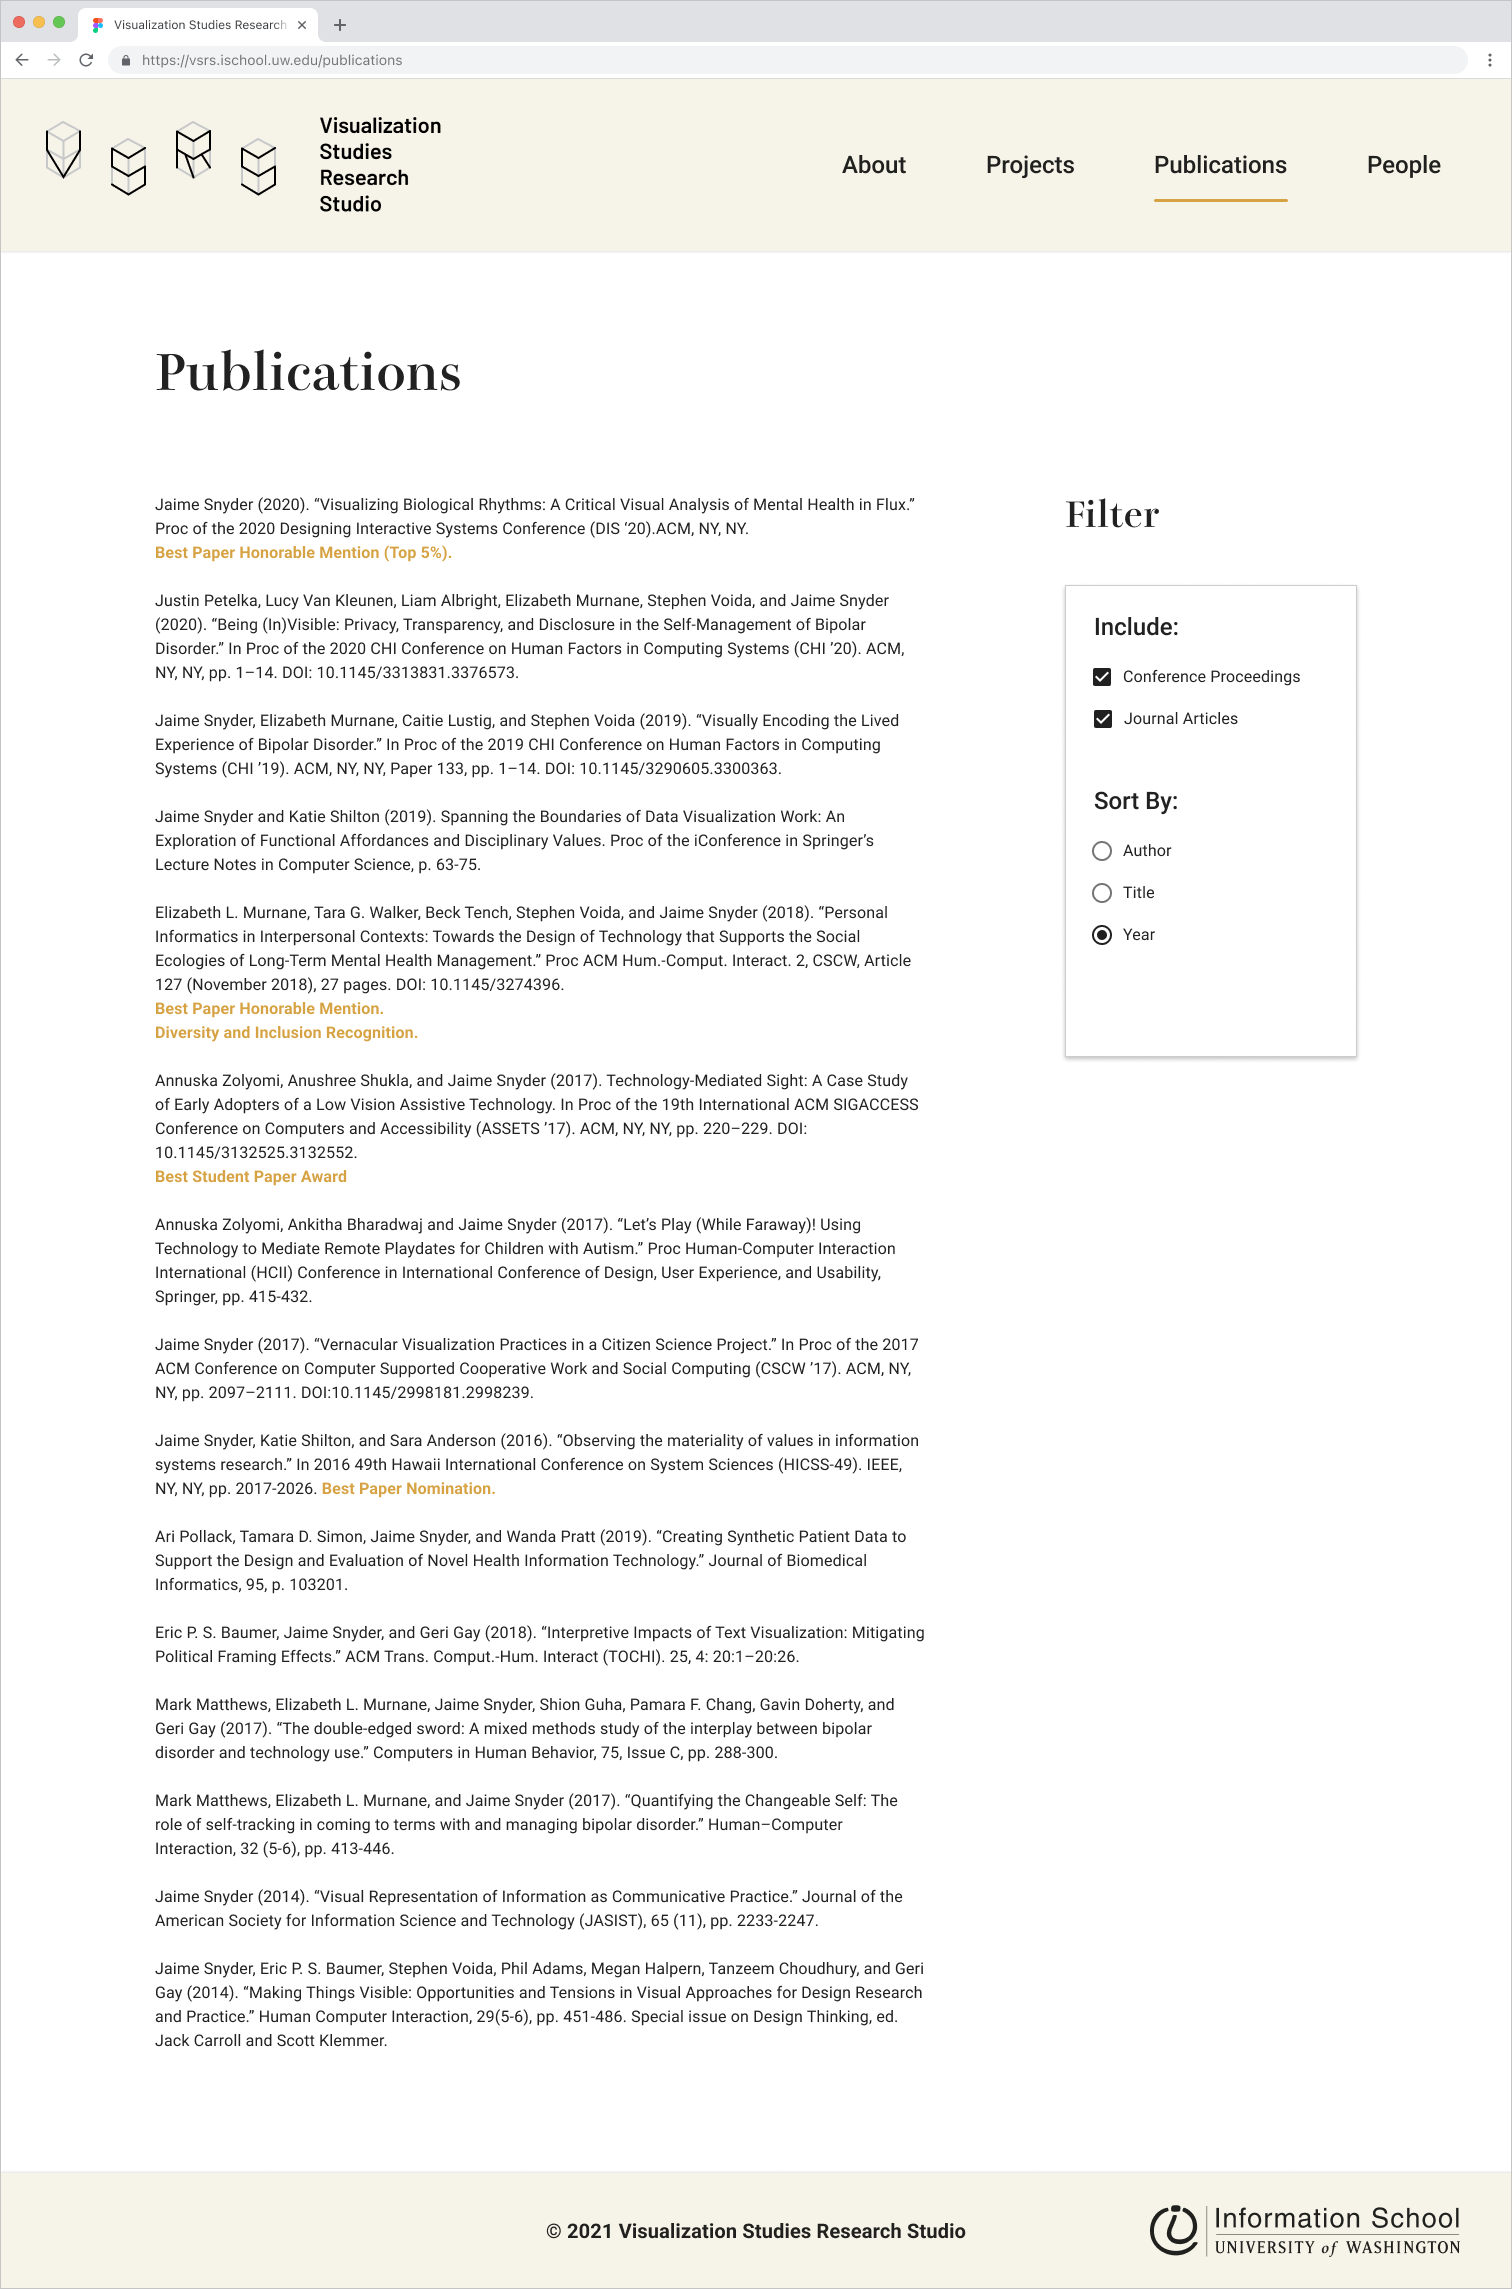 Visualization Studies Research
https://vsrs.ischool.uw.edu/publications
Visualization
Studies
Research
Studio
About
Projects
Publications
People
Publications
Jaime Snyder (2020). “Visualizing Biological Rhythms: A Critical Visual Analysis of Mental Health in Flux.”
Proc of the 2020 Designing Interactive Systems Conference (DIS ‘20).ACM, NY, NY.
Best Paper Honorable Mention (Top 5%).
Justin Petelka, Lucy Van Kleunen, Liam Albright, Elizabeth Murnane, Stephen Voida, and Jaime Snyder
(2020). “Being (In)Visible: Privacy, Transparency, and Disclosure in the Self-Management of Bipolar
Disorder.” In Proc of the 2020 CHI Conference on Human Factors in Computing Systems (CHI ’20). ACM,
NY, NY, pp. 1–14. DOI: 10.1145/3313831.3376573.
Jaime Snyder, Elizabeth Murnane, Caitie Lustig, and Stephen Voida (2019). “Visually Encoding the Lived
Experience of Bipolar Disorder.” In Proc of the 2019 CHI Conference on Human Factors in Computing
Systems (CHI ’19). ACM, NY, NY, Paper 133, pp. 1–14. DOI: 10.1145/3290605.3300363.
Jaime Snyder and Katie Shilton (2019). Spanning the Boundaries of Data Visualization Work: An
Exploration of Functional Affordances and Disciplinary Values. Proc of the iConference in Springer’s
Lecture Notes in Computer Science, p. 63-75.
Elizabeth L. Murnane, Tara G. Walker, Beck Tench, Stephen Voida, and Jaime Snyder (2018). “Personal
Informatics in Interpersonal Contexts: Towards the Design of Technology that Supports the Social
Ecologies of Long-Term Mental Health Management.” Proc ACM Hum.-Comput. Interact. 2, CSCW, Article
127 (November 2018), 27 pages. DOI: 10.1145/3274396.
Best Paper Honorable Mention.
Diversity and Inclusion Recognition.
Annuska Zolyomi, Anushree Shukla, and Jaime Snyder (2017). Technology-Mediated Sight: A Case Study
of Early Adopters of a Low Vision Assistive Technology. In Proc of the 19th International ACM SIGACCESS
Conference on Computers and Accessibility (ASSETS ’17). ACM, NY, NY, pp. 220–229. DOI:
10.1145/3132525.3132552.
Best Student Paper Award
Annuska Zolyomi, Ankitha Bharadwaj and Jaime Snyder (2017). “Let’s Play (While Faraway)! Using
Technology to Mediate Remote Playdates for Children with Autism.” Proc Human-Computer Interaction
International (HCII) Conference in International Conference of Design, User Experience, and Usability,
Springer, pp. 415-432.
Jaime Snyder (2017). “Vernacular Visualization Practices in a Citizen Science Project.” In Proc of the 2017
ACM Conference on Computer Supported Cooperative Work and Social Computing (CSCW ’17). ACM, NY,
NY, pp. 2097–2111. DOI:10.1145/2998181.2998239.
Jaime Snyder, Katie Shilton, and Sara Anderson (2016). “Observing the materiality of values in information
systems research.” In 2016 49th Hawaii International Conference on System Sciences (HICSS-49). IEEE,
NY, NY, pp. 2017-2026. Best Paper Nomination.
Ari Pollack, Tamara D. Simon, Jaime Snyder, and Wanda Pratt (2019). “Creating Synthetic Patient Data to
Support the Design and Evaluation of Novel Health Information Technology.” Journal of Biomedical
Informatics, 95, p. 103201.
Eric P. S. Baumer, Jaime Snyder, and Geri Gay (2018). “Interpretive Impacts of Text Visualization: Mitigating
Political Framing Effects.” ACM Trans. Comput.-Hum. Interact (TOCHI). 25, 4: 20:1–20:26.
Mark Matthews, Elizabeth L. Murnane, Jaime Snyder, Shion Guha, Pamara F. Chang, Gavin Doherty, and
Geri Gay (2017). “The double-edged sword: A mixed methods study of the interplay between bipolar
disorder and technology use.” Computers in Human Behavior, 75, Issue C, pp. 288-300.
Mark Matthews, Elizabeth L. Murnane, and Jaime Snyder (2017). “Quantifying the Changeable Self: The
role of self-tracking in coming to terms with and managing bipolar disorder.” Human–Computer
Interaction, 32 (5-6), pp. 413-446.
Jaime Snyder (2014). “Visual Representation of Information as Communicative Practice.” Journal of the
American Society for Information Science and Technology (JASIST), 65 (11), pp. 2233-2247.
Jaime Snyder, Eric P. S. Baumer, Stephen Voida, Phil Adams, Megan Halpern, Tanzeem Choudhury, and Geri
Gay (2014). “Making Things Visible: Opportunities and Tensions in Visual Approaches for Design Research
and Practice.” Human Computer Interaction, 29(5-6), pp. 451-486. Special issue on Design Thinking, ed.
Jack Carroll and Scott Klemmer.
Filter
Include:
Conference Proceedings
Journal Articles
Sort By:
Author
Title
Year
© 2021 Visualization Studies Research Studio
Information School
UNIVERSITY of WASHINGTON